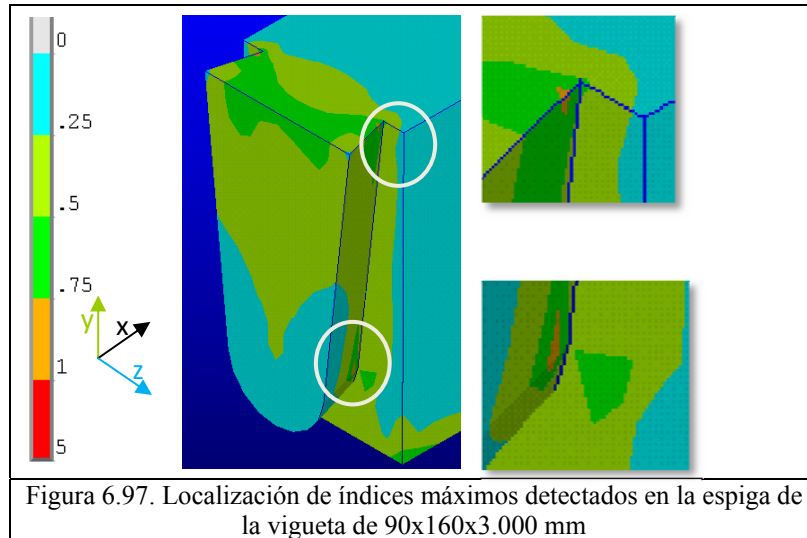 0
.25
.5
.75
1
5
y
x
z
Figura 6.97. Localización de índices máximos detectados en la espiga de
la vigueta de 90x160x3.000 mm